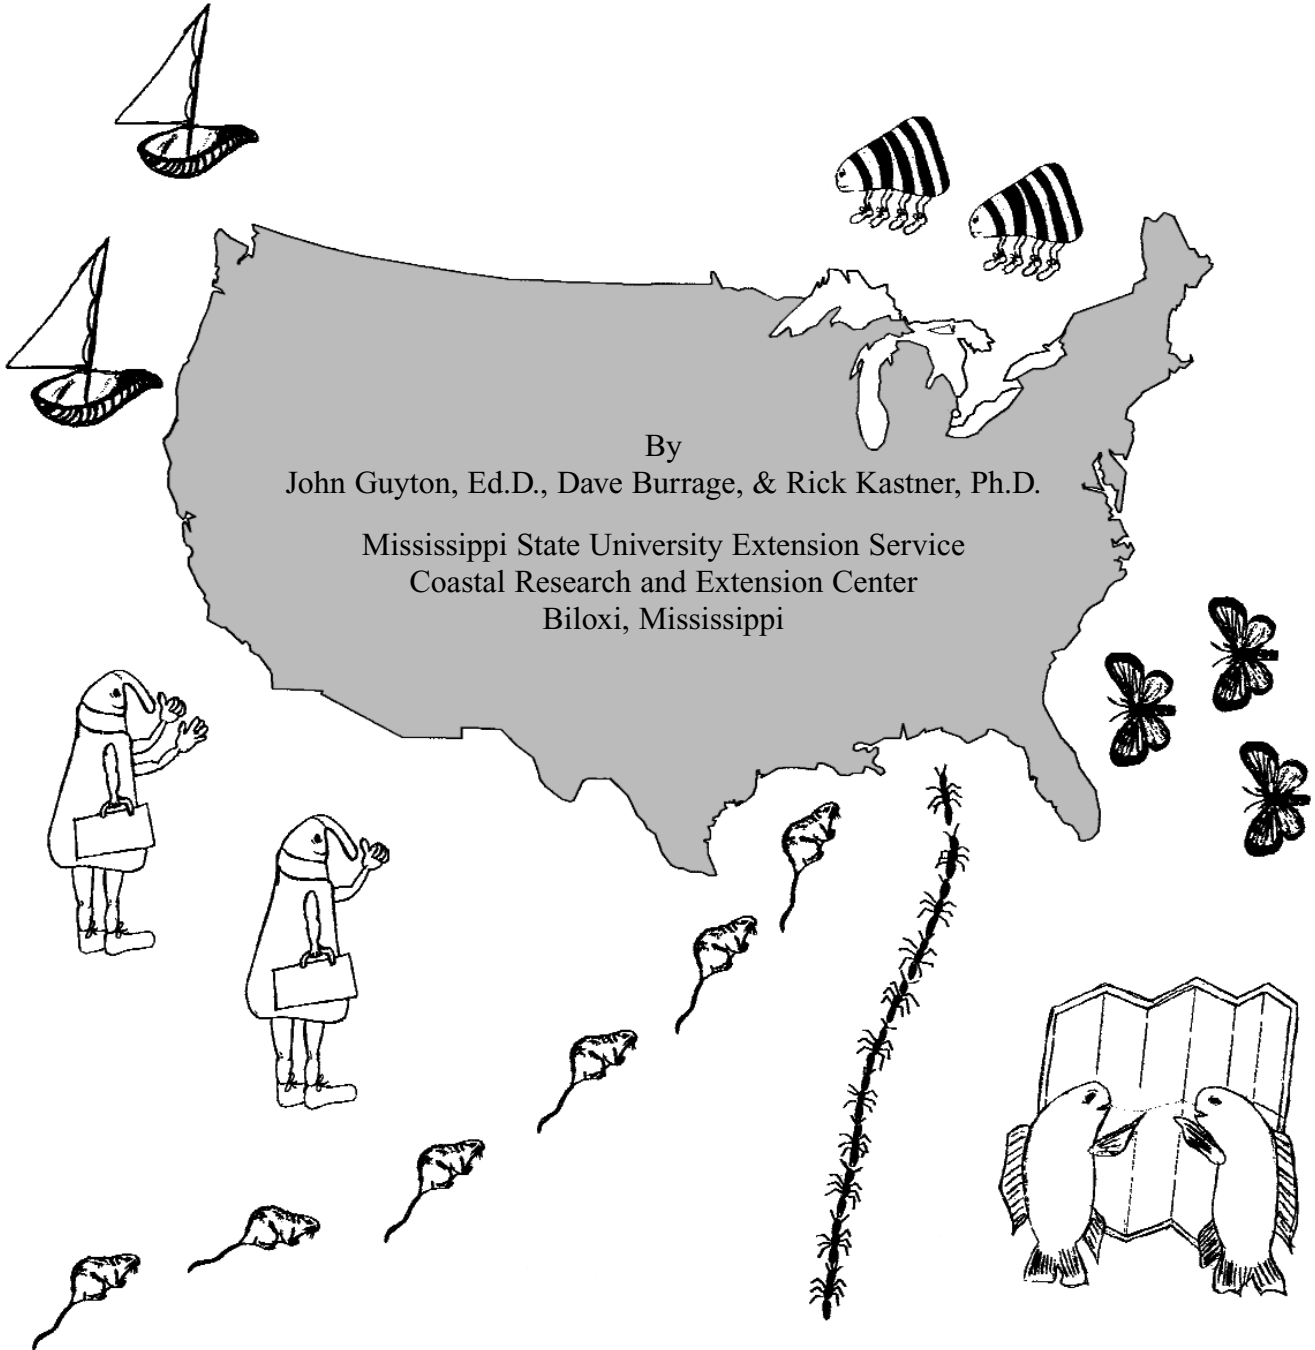 By
John Guyton, Ed.D., Dave Burrage, & Rick Kastner, Ph.D.
Mississippi State University Extension Service
Coastal Research and Extension Center
Biloxi, Mississippi